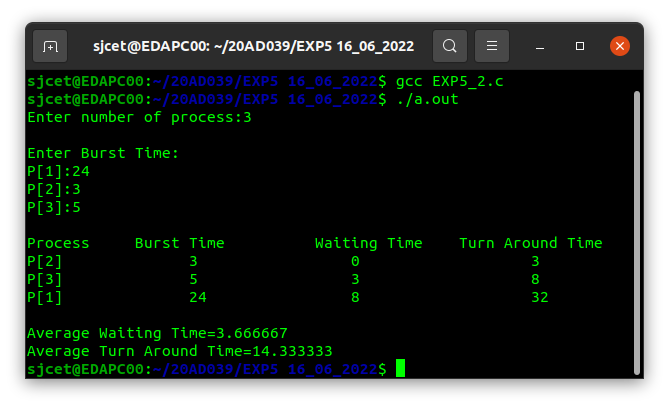 sjcet@EDAPC00: ~/20AD039/EXP5 16_06_2022
sjcet@EDAPC00:~/20AD039/EXP5 16_06_2022$ gcc EXP5_2.c
sjcet@EDAPC00:~/20AD039/EXP5 16_06_2022$ ./a.out
Enter number of process:3
Enter Burst Time:
P[1]:24
P[2]:3
P[3]:5
Process Burst Time Waiting Time Turn Around Time
P[2] 3 0 3
P[3] 5 3 8
P[1] 24 8 32
Average Waiting Time=3.666667
Average Turn Around Time=14.333333
sjcet@EDAPC00:~/20AD039/EXP5 16_06_2022$